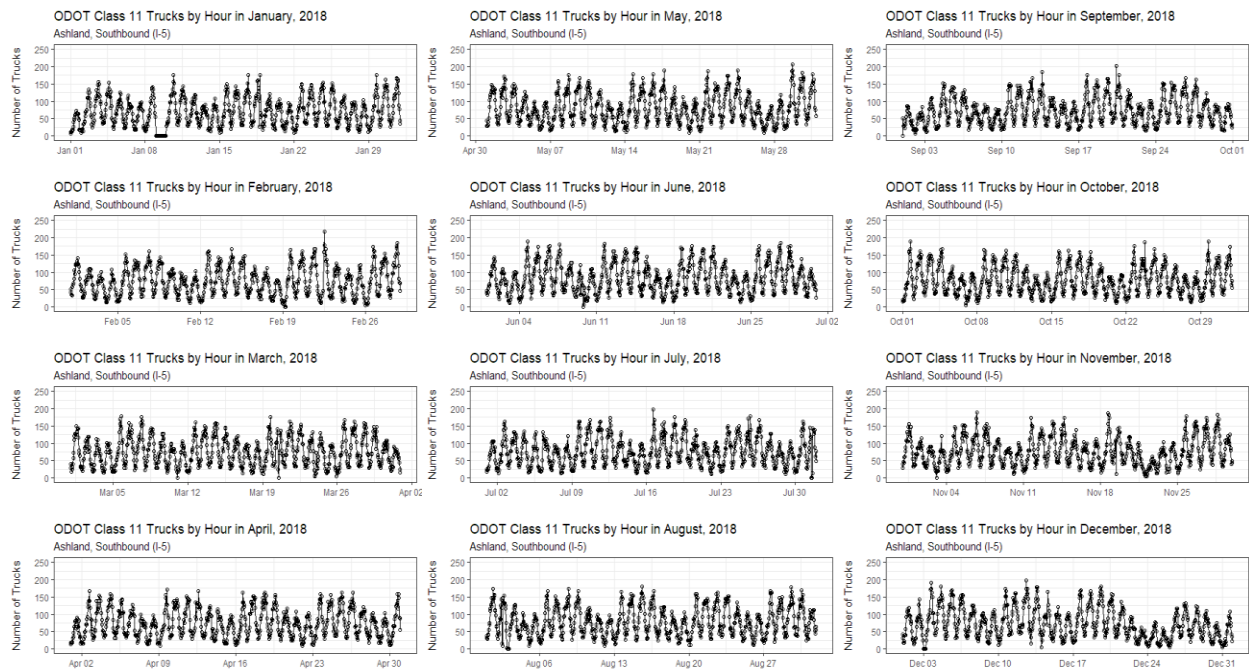 ODOT Class 11 Trucks by Hour in January, 2018
Ashland, Southbound (I-5)
Number of Trucks
250
200
150
100
50
0
Jan 01 Jan 08 Jan 15 Jan 22 Jan 29
ODOT Class 11 Trucks by Hour in May, 2018
Ashland, Southbound (I-5)
Number of Trucks
250
200
150
100
50
0
Apr 30 May 07 May 14 May 21 May 28
ODOT Class 11 Trucks by Hour in September, 2018
Ashland, Southbound (I-5)
Number of Trucks
250
200
150
100
50
0
Sep 03 Sep 10 Sep 17 Sep 24 Oct 01
ODOT Class 11 Trucks by Hour in February, 2018
Ashland, Southbound (I-5)
Number of Trucks
250
200
150
100
50
0
Feb 05 Feb 12 Feb 19 Feb 26
ODOT Class 11 Trucks by Hour in June, 2018
Ashland, Southbound (I-5)
Number of Trucks
250
200
150
100
50
0
Jun 04 Jun 11 Jun 18 Jun 25 Jul 02
ODOT Class 11 Trucks by Hour in October, 2018
Ashland, Southbound (I-5)
Number of Trucks
250
200
150
100
50
0
Oct 01 Oct 08 Oct 15 Oct 22 Oct 29
ODOT Class 11 Trucks by Hour in March, 2018
Ashland, Southbound (I-5)
Number of Trucks
250
200
150
100
50
0
Mar 05 Mar 12 Mar 19 Mar 26 Apr 02
ODOT Class 11 Trucks by Hour in July, 2018
Ashland, Southbound (I-5)
Number of Trucks
250
200
150
100
50
0
Jul 02 Jul 09 Jul 16 Jul 23 Jul 30
ODOT Class 11 Trucks by Hour in November, 2018
Ashland, Southbound (I-5)
Number of Trucks
250
200
150
100
50
0
Nov 04 Nov 11 Nov 18 Nov 25
ODOT Class 11 Trucks by Hour in April, 2018
Ashland, Southbound (I-5)
Number of Trucks
250
200
150
100
50
0
Apr 02 Apr 09 Apr 16 Apr 23 Apr 30
ODOT Class 11 Trucks by Hour in August, 2018
Ashland, Southbound (I-5)
Number of Trucks
250
200
150
100
50
0
Aug 06 Aug 13 Aug 20 Aug 27
ODOT Class 11 Trucks by Hour in December, 2018
Ashland, Southbound (I-5)
Number of Trucks
250
200
150
100
50
0
Dec 03 Dec 10 Dec 17 Dec 24 Dec 31